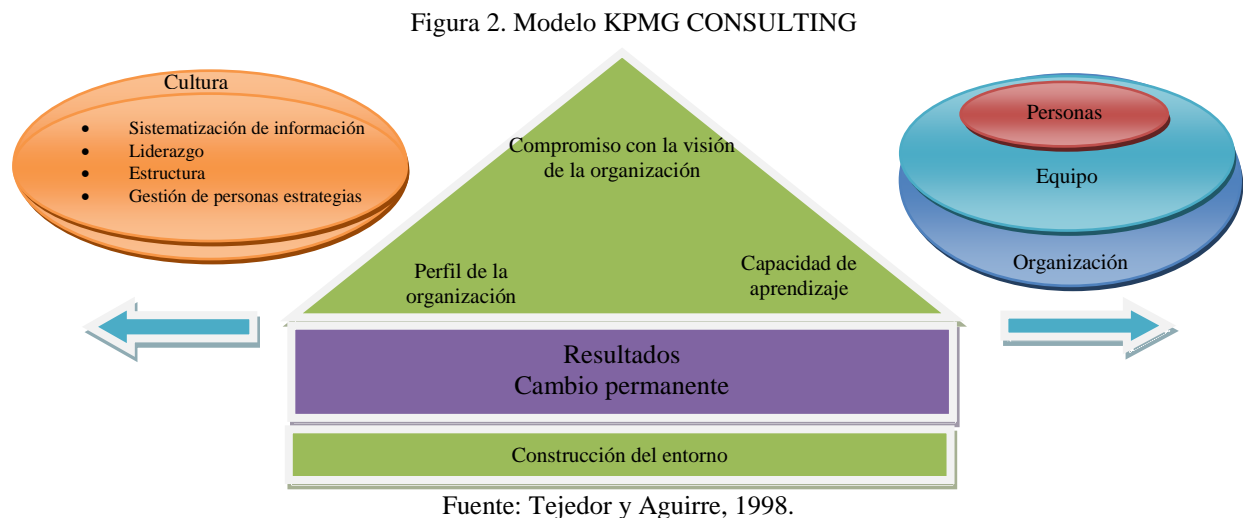 Figura 2. Modelo KPMG CONSULTING
Cultura
• Sistematización de información
• Liderazgo
• Estructura
• Gestión de personas estrategias
Compromiso con la visión
de la organización
Perfil de la
organización
Capacidad de
aprendizaje
Personas
Equipo
Organización
Resultados
Cambio permanente
Construcción del entorno
Fuente: Tejedor y Aguirre, 1998.